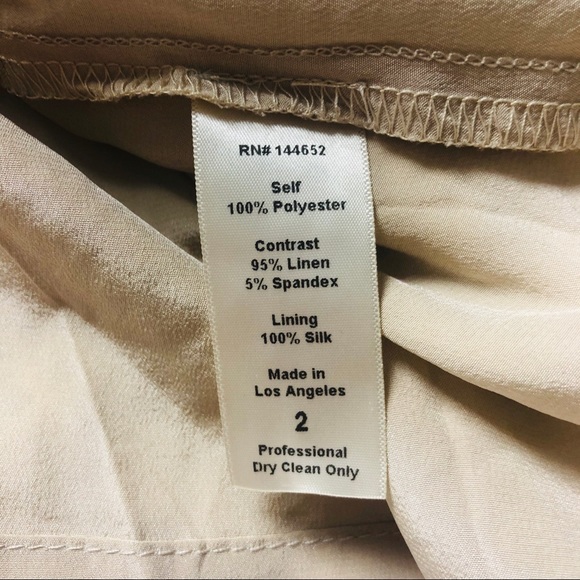 RN# 144652
Self
100% Polyester
Contrast
95% Linen
5% Spandex
Lining
100% Silk
Made in
Los Angeles
2
Professional
Dry Clean Only